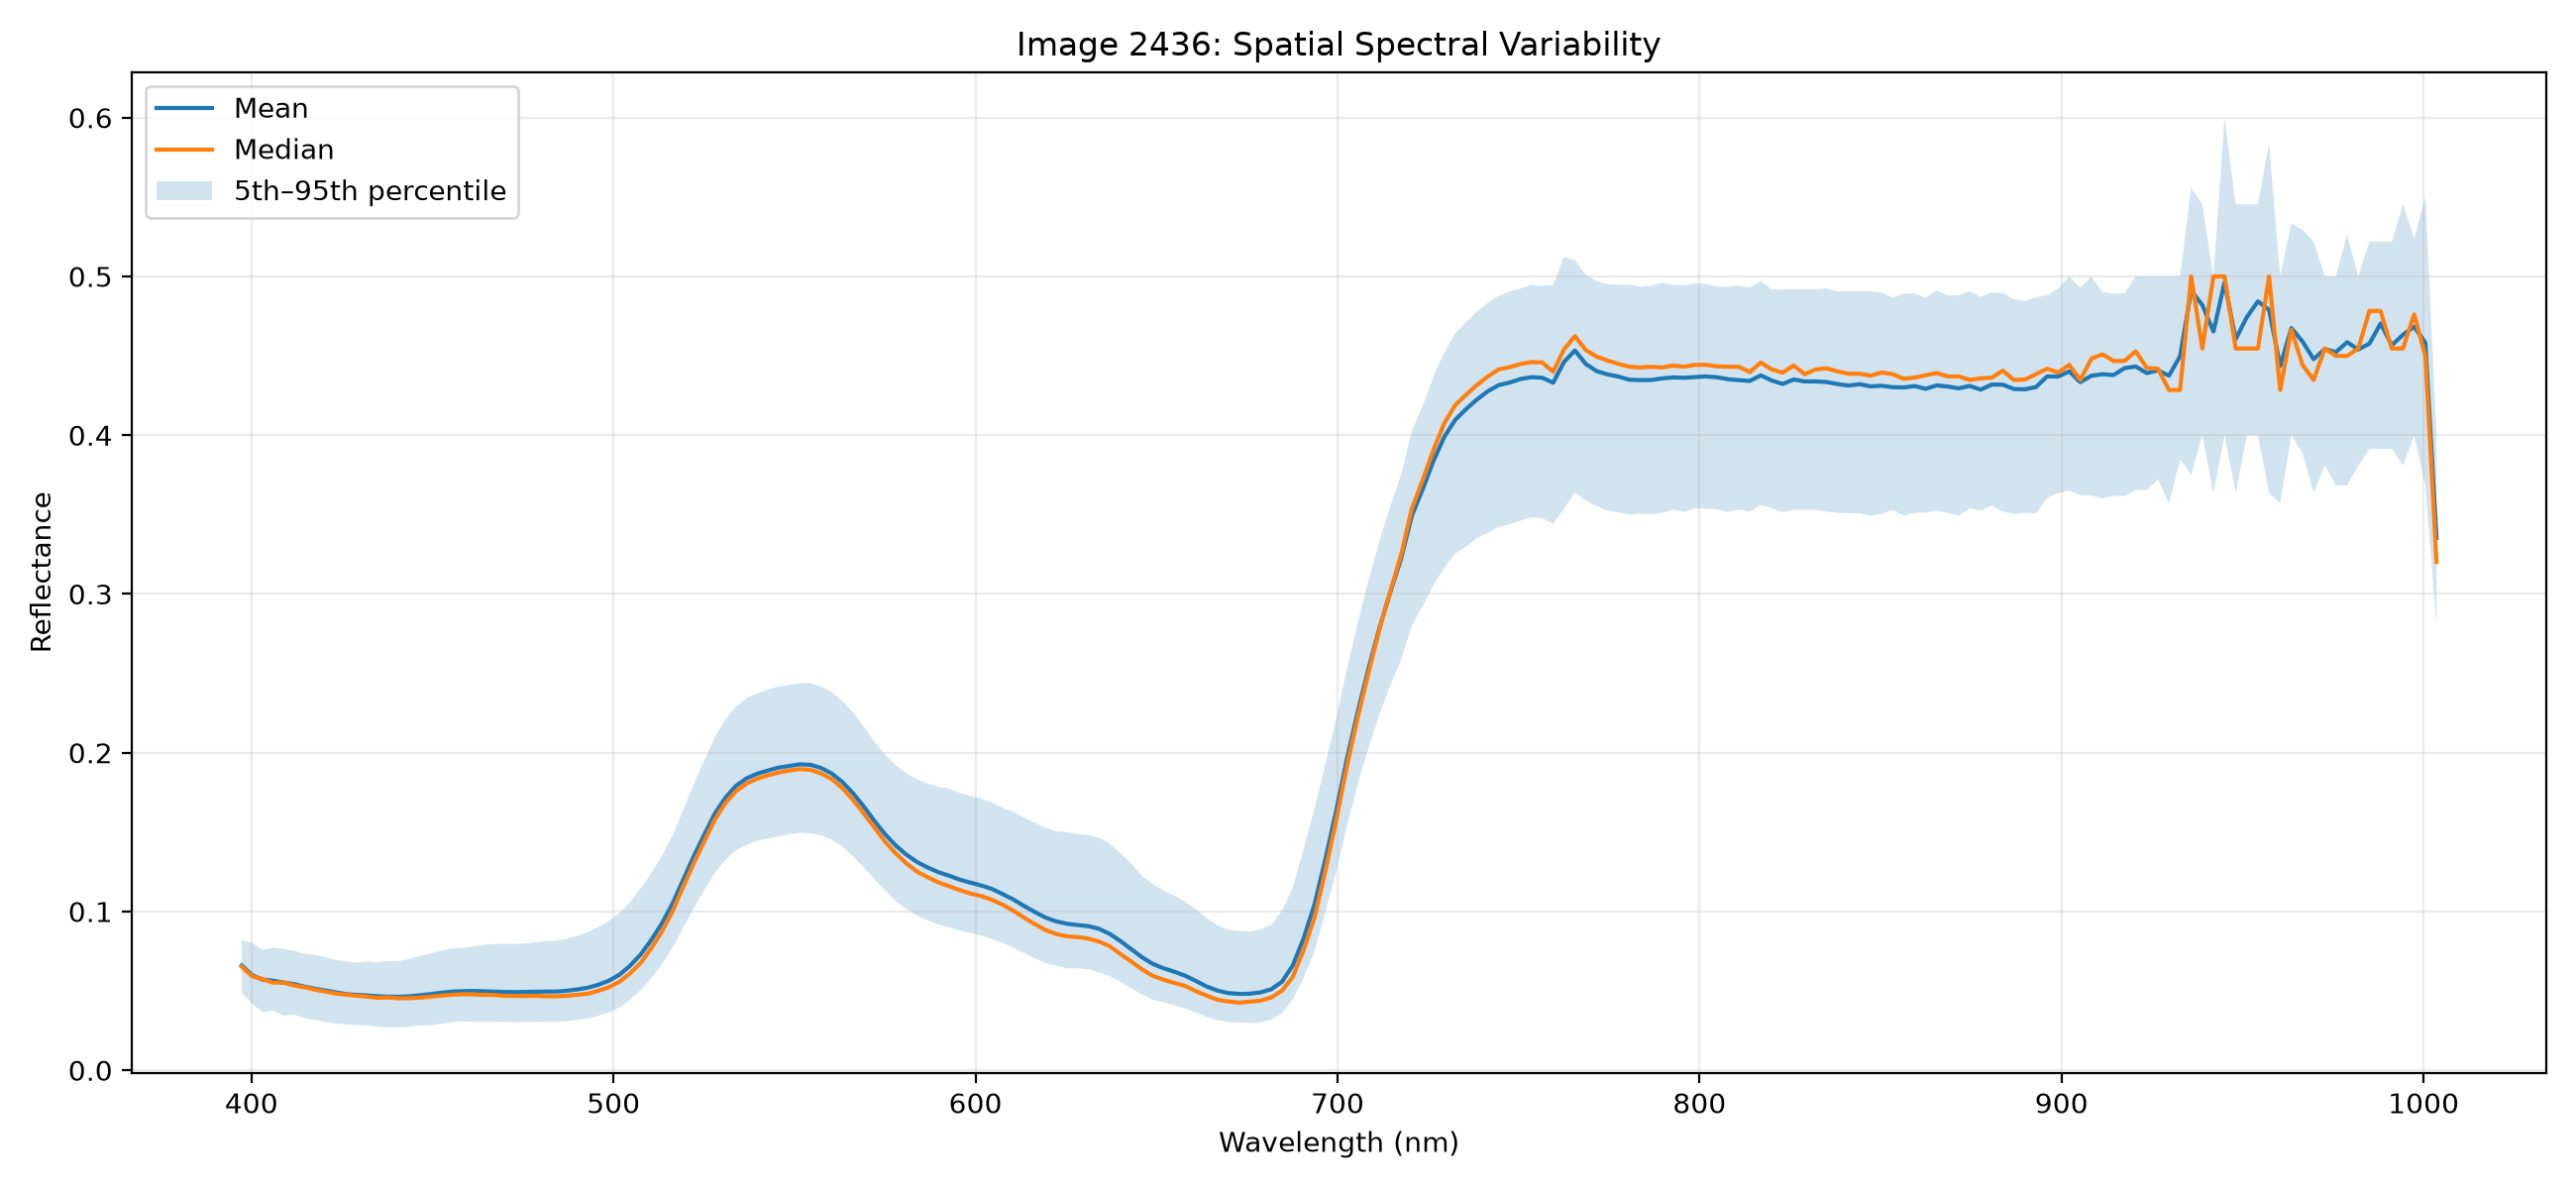 Image 2436: Spatial Spectral Variability
Mean
Median
5th–95th percentile
0.6
0.5
0.4
0.3
0.2
0.1
0.0
Reflectance
400 500 600 700 800 900 1000
Wavelength (nm)